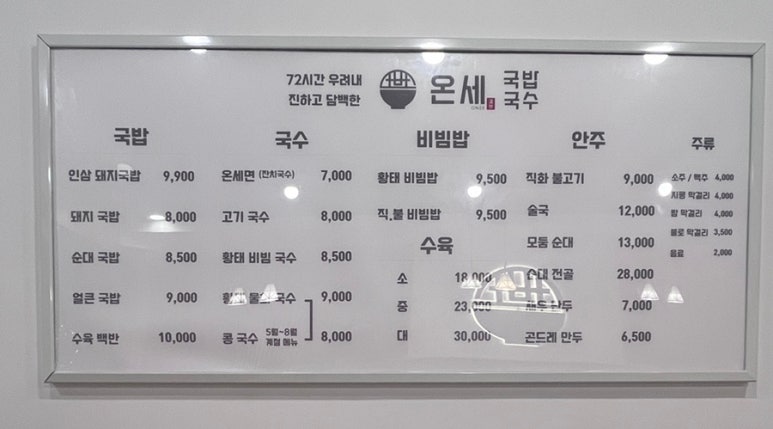 72시간 우려내
진하고 담백한
온세
국밥
국수
국밥
인삼 돼지국밥 9,900
돼지 국밥 8,000
순대 국밥 8,500
얼큰 국밥 9,000
수육 백반 10,000
국수
온세면 (잔치국수) 7,000
고기 국수 8,000
황태 비빔 국수 8,500
황태 물회 국수 9,000
콩 국수 5월~8월 계절 메뉴 8,000
비빔밥
황태 비빔밥 9,500
직.불 비빔밥 9,500
수육
소 18,000
중 23,000
대 30,000
안주
직화 불고기 9,000
술국 12,000
모둠 순대 13,000
순대 전골 28,000
만두 7,000
곤드레 만두 6,500
주류
소주 / 맥주 4,000
지평 막걸리 4,000
밤 막걸리 4,000
불로 막걸리 3,500
음료 2,000